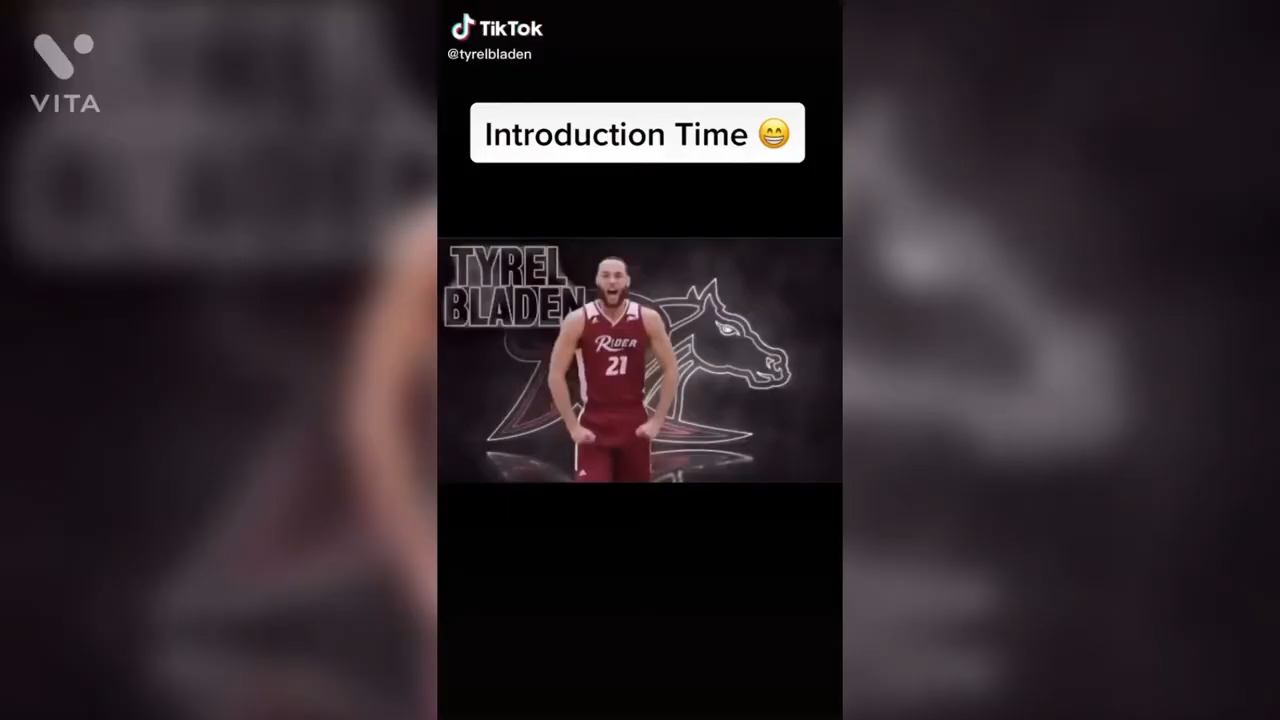 VITA
TikTok
@tyrelbladen
Introduction Time 😁
TYREL
BLADEN
RIDER
21